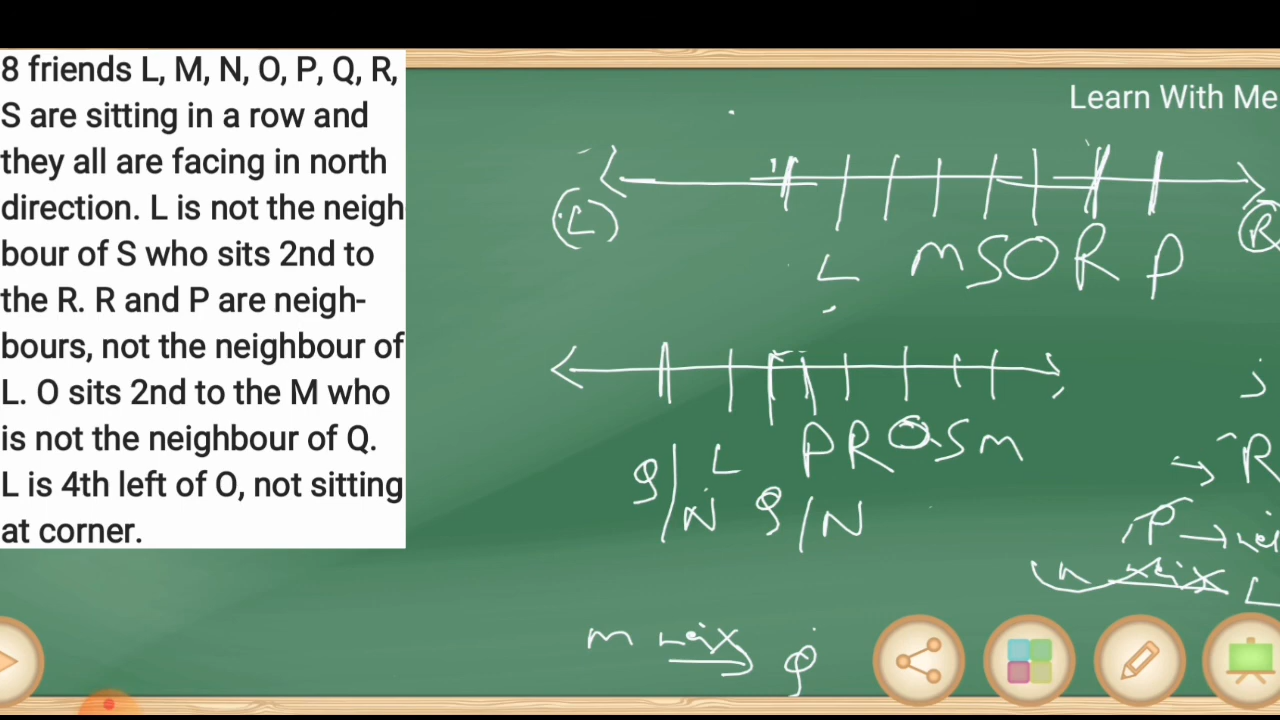 8 friends L, M, N, O, P, Q, R,
S are sitting in a row and
they all are facing in north
direction. L is not the neigh
bour of S who sits 2nd to
the R. R and P are neigh-
bours, not the neighbour of
L. O sits 2nd to the M who
is not the neighbour of Q.
L is 4th left of O, not sitting
at corner.
Learn With Me
(L)
R
L M S O R P
Q/N L Q/N P R O S M
→ R
P →
L
M
Q